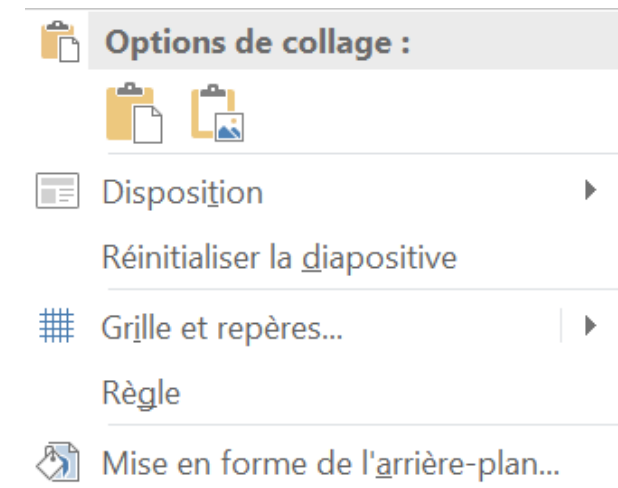 Options de collage :
Disposition
Réinitialiser la diapositive
Grille et repères...
Règle
Mise en forme de l'arrière-plan...